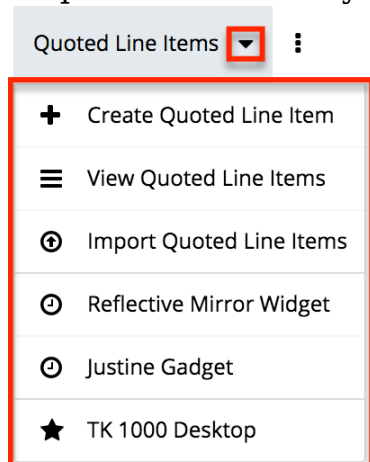 Quoted Line Items
Create Quoted Line Item
View Quoted Line Items
Import Quoted Line Items
Reflective Mirror Widget
Justine Gadget
TK 1000 Desktop